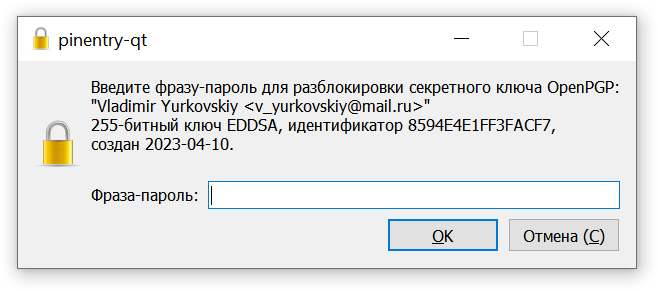 pinentry-qt
Введите фразу-пароль для разблокировки секретного ключа OpenPGP:
"Vladimir Yurkovskiy <v_yurkovskiy@mail.ru>"
255-битный ключ EDDSA, идентификатор 8594E4E1FF3FACF7,
создан 2023-04-10.
Фраза-пароль:
OK Отмена (C)